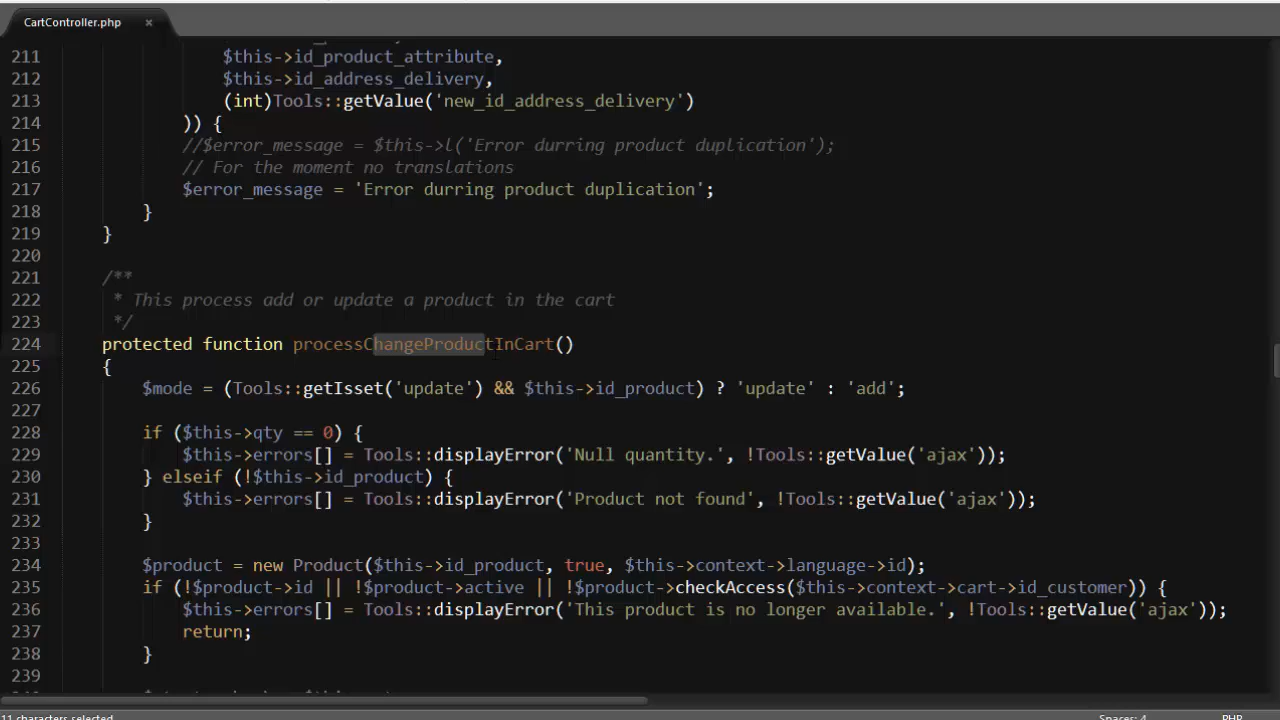 CartController.php ×
211 $this->id_product_attribute,
212 $this->id_address_delivery,
213 (int)Tools::getValue('new_id_address_delivery')
214 )) {
215 //$error_message = $this->l('Error durring product duplication');
216 // For the moment no translations
217 $error_message = 'Error durring product duplication';
218 }
219 }
220
221 /**
222 * This process add or update a product in the cart
223 */
224 protected function processChangeProductInCart()
225 {
226 $mode = (Tools::getIsset('update') && $this->id_product) ? 'update' : 'add';
227
228 if ($this->qty == 0) {
229 $this->errors[] = Tools::displayError('Null quantity.', !Tools::getValue('ajax'));
230 } elseif (!$this->id_product) {
231 $this->errors[] = Tools::displayError('Product not found', !Tools::getValue('ajax'));
232 }
233
234 $product = new Product($this->id_product, true, $this->context->language->id);
235 if (!$product->id || !$product->active || !$product->checkAccess($this->context->cart->id_customer)) {
236 $this->errors[] = Tools::displayError('This product is no longer available.', !Tools::getValue('ajax'));
237 return;
238 }
239
11 characters selected Spaces: 4 PHP